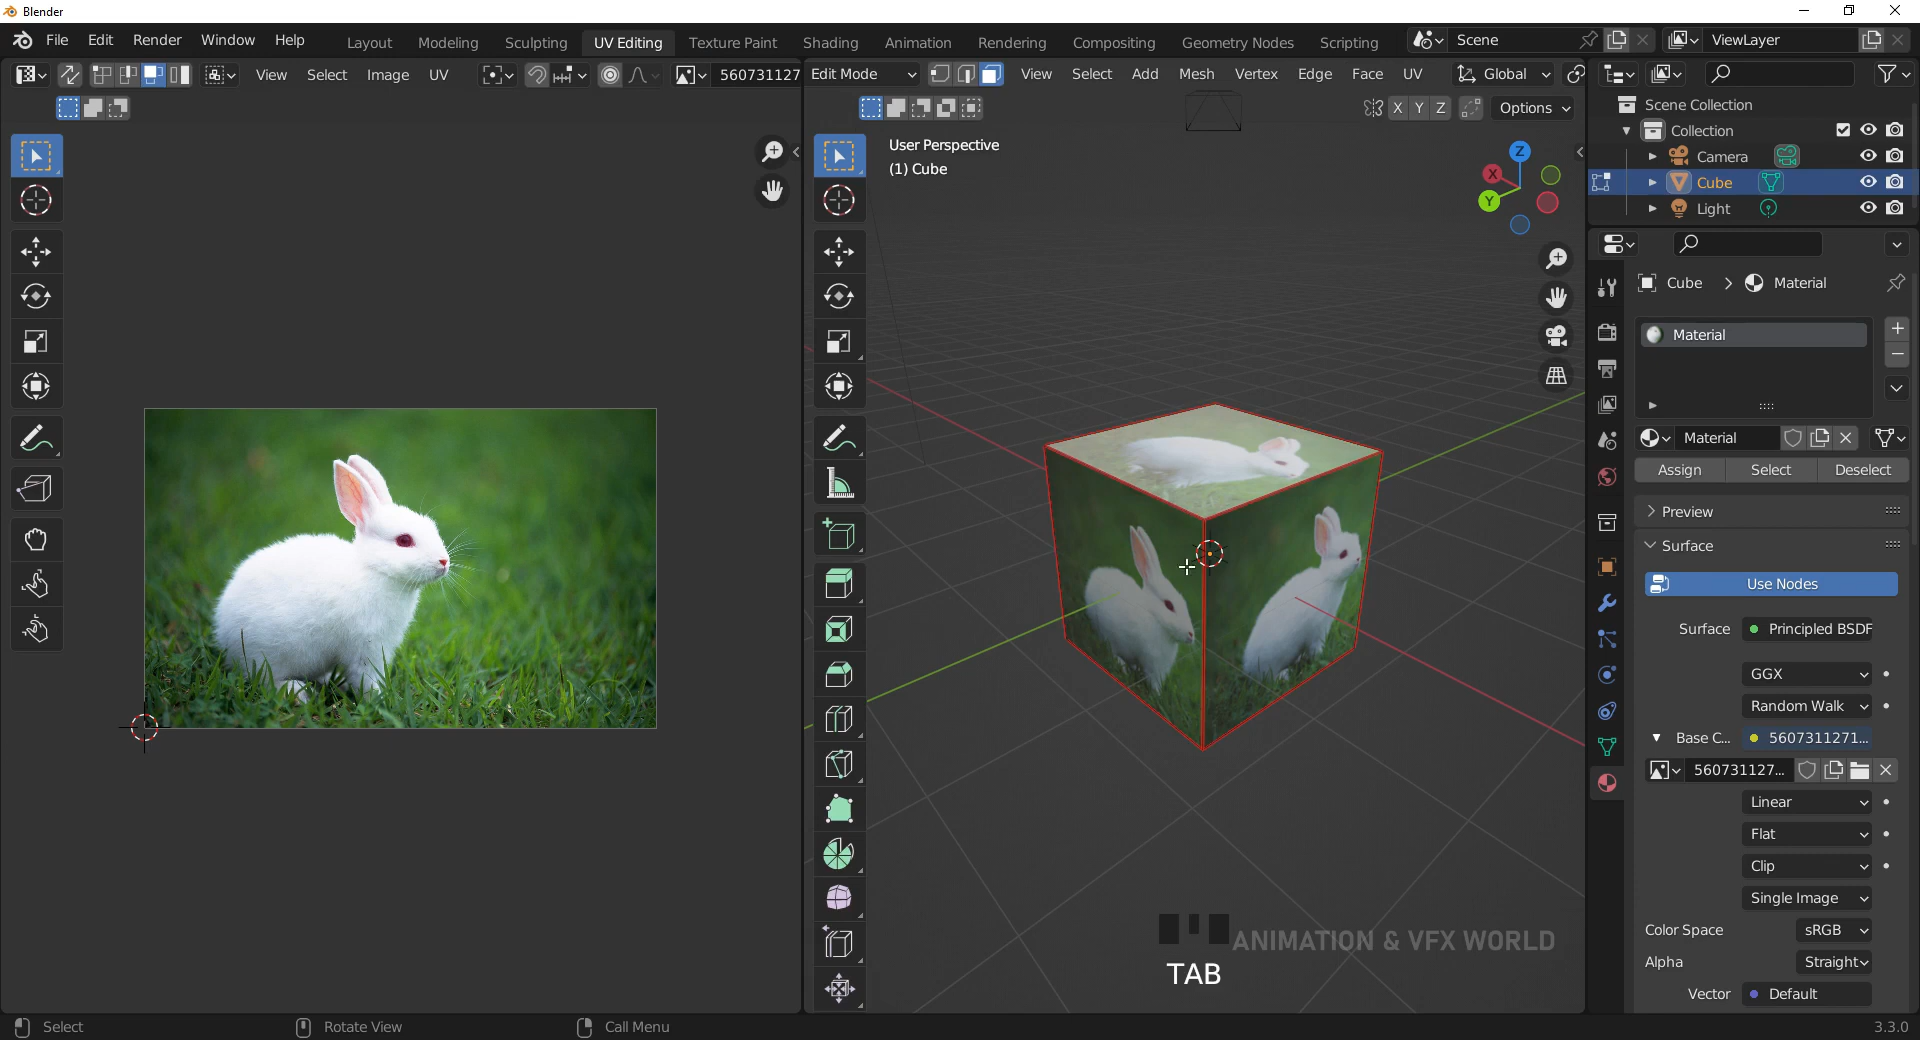 Blender
File Edit Render Window Help Layout Modeling Sculpting UV Editing Texture Paint Shading Animation Rendering Compositing Geometry Nodes Scripting Scene ViewLayer
View Select Image UV 560731127 Edit Mode View Select Add Mesh Vertex Edge Face UV Global
X Y Z Options
Scene Collection
Collection
Camera
Cube
Light
User Perspective
(1) Cube
Z
X
Y
Cube > Material
Material
Material
Assign Select Deselect
Preview
Surface
Use Nodes
Surface Principled BSDF
GGX
Random Walk
Base C... 5607311271...
560731127...
Linear
Flat
Clip
Single Image
Color Space sRGB
Alpha Straight
Vector Default
ANIMATION & VFX WORLD
TAB
Select Rotate View Call Menu 3.3.0